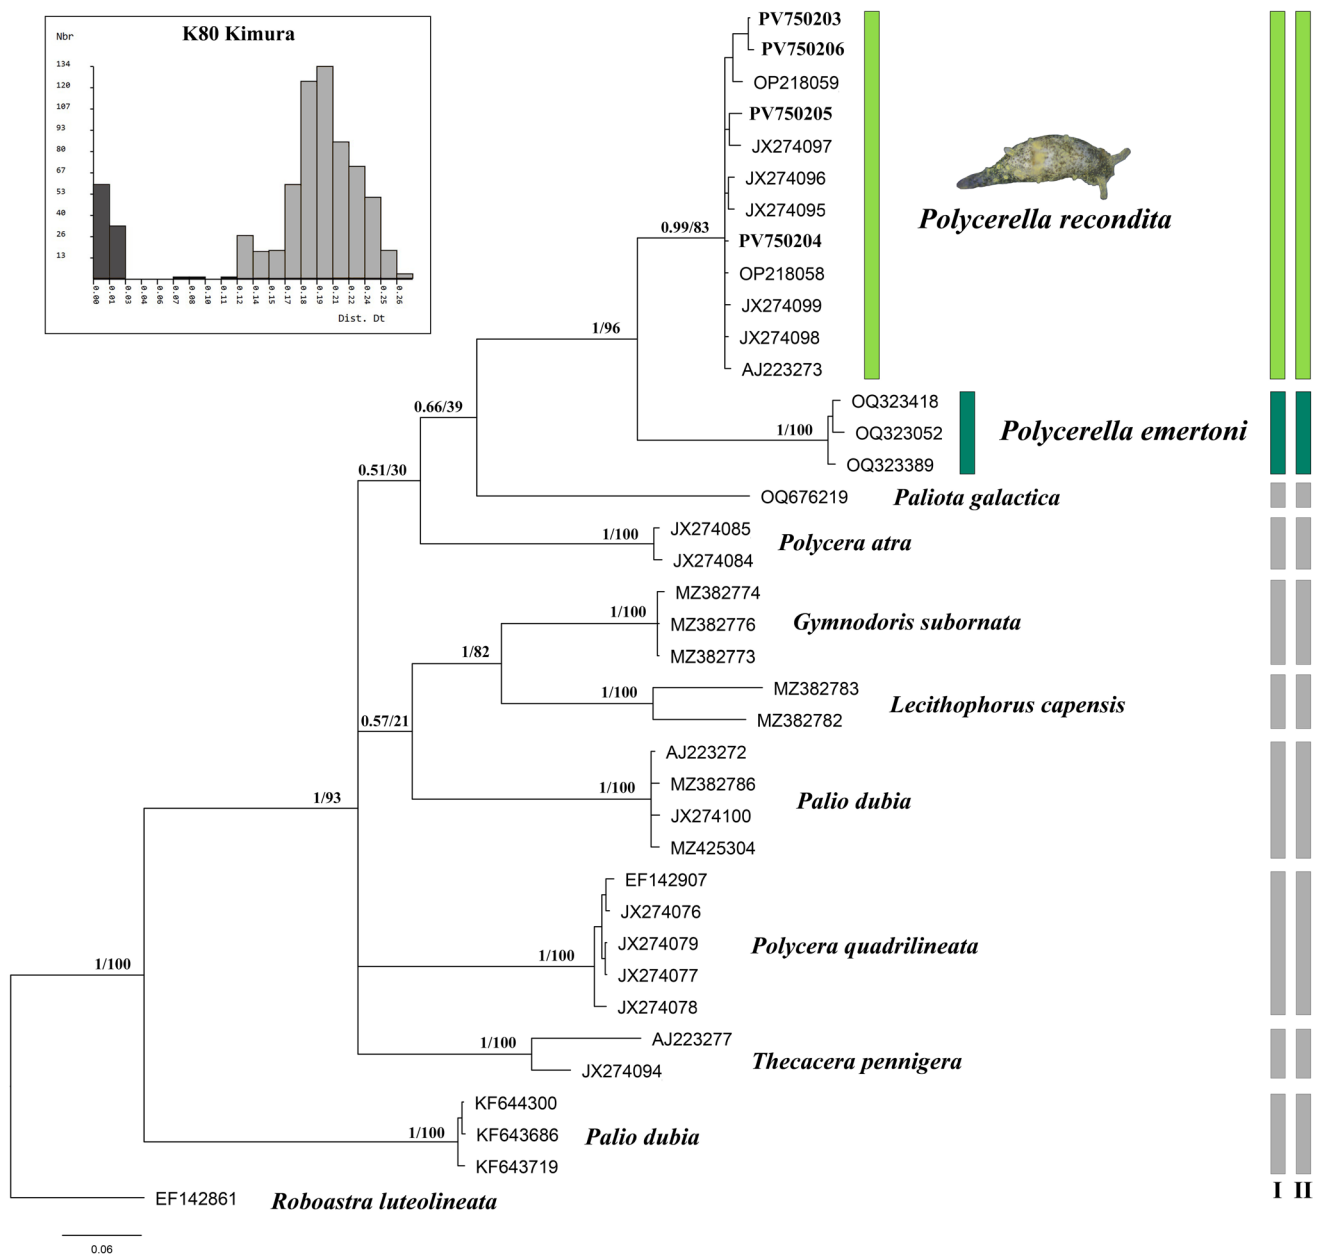 K80 Kimura
Nbr
134
120
107
93
80
67
53
40
26
13
0.00
0.01
0.03
0.04
0.06
0.07
0.08
0.10
0.11
0.12
0.14
0.15
0.17
0.18
0.19
0.21
0.22
0.24
0.25
0.26
Dist. Dt
PV750203
PV750206
OP218059
PV750205
JX274097
JX274096
JX274095
0.99/83
PV750204
OP218058
JX274099
JX274098
AJ223273
Polycerella recondita
1/96
OQ323418
1/100
OQ323052
OQ323389
Polycerella emertoni
0.66/39
0.51/30
OQ676219
Paliota galactica
JX274085
1/100
JX274084
Polycera atra
MZ382774
1/100
MZ382776
MZ382773
Gymnodoris subornata
1/82
MZ382783
1/100
MZ382782
Lecithophorus capensis
0.57/21
AJ223272
MZ382786
1/100
JX274100
MZ425304
Palio dubia
1/93
EF142907
JX274076
JX274079
1/100
JX274077
JX274078
Polycera quadrilineata
1/100
AJ223277
1/100
JX274094
Thecacera pennigera
KF644300
1/100
KF643686
KF643719
Palio dubia
EF142861
Roboastra luteolineata
I II
0.06